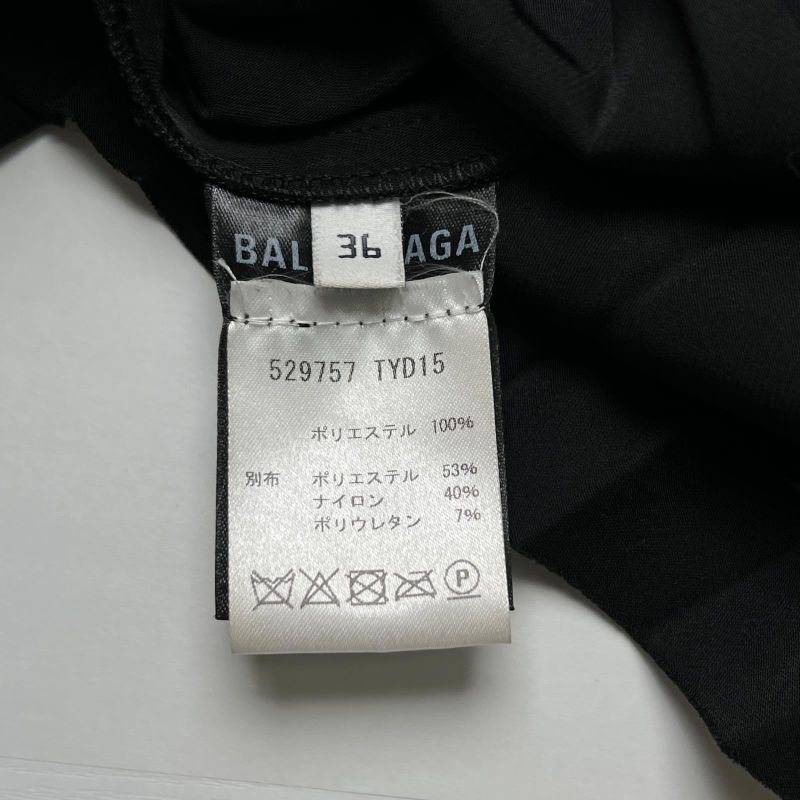 BAL 36 AGA
529757 TYD15
ポリエステル 100%
別布 ポリエステル 53%
ナイロン 40%
ポリウレタン 7%
P